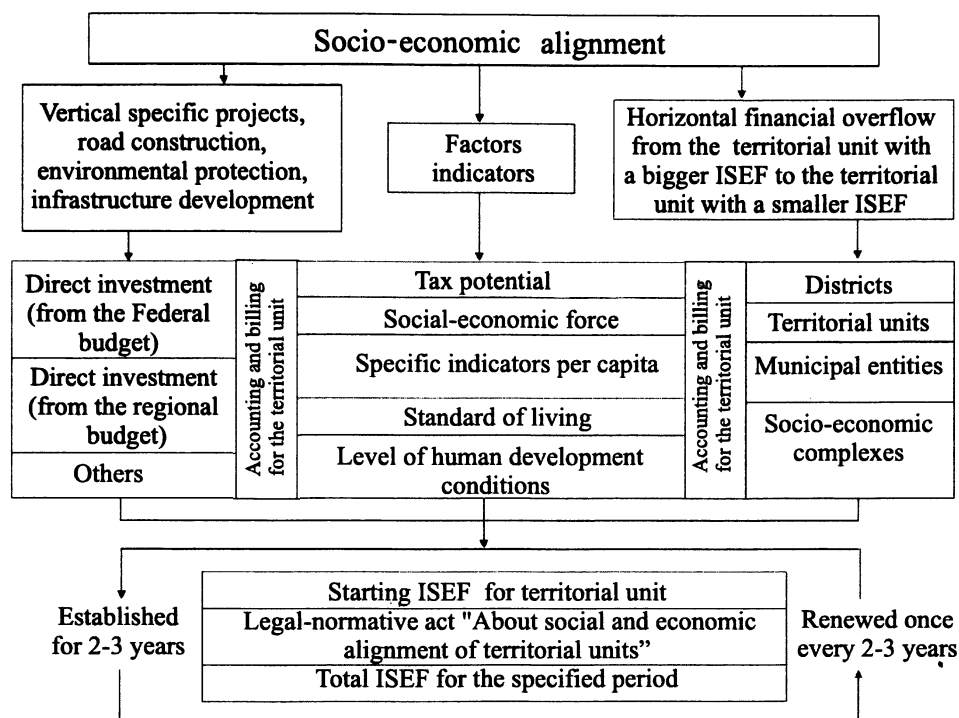 Socio-economic alignment
Vertical specific projects,
road construction,
environmental protection,
infrastructure development
Factors
indicators
Horizontal financial overflow
from the territorial unit with
a bigger ISEF to the territorial
unit with a smaller ISEF
Direct investment
(from the Federal
budget)
Direct investment
(from the regional
budget)
Others
Accounting and billing
for the territorial unit
Tax potential
Social-economic force
Specific indicators per capita
Standard of living
Level of human development
conditions
Accounting and billing
for the territorial unit
Districts
Territorial units
Municipal entities
Socio-economic
complexes
Established
for 2-3 years
Starting ISEF for territorial unit
Legal-normative act "About social and economic
alignment of territorial units”
Total ISEF for the specified period
Renewed once
every 2-3 years